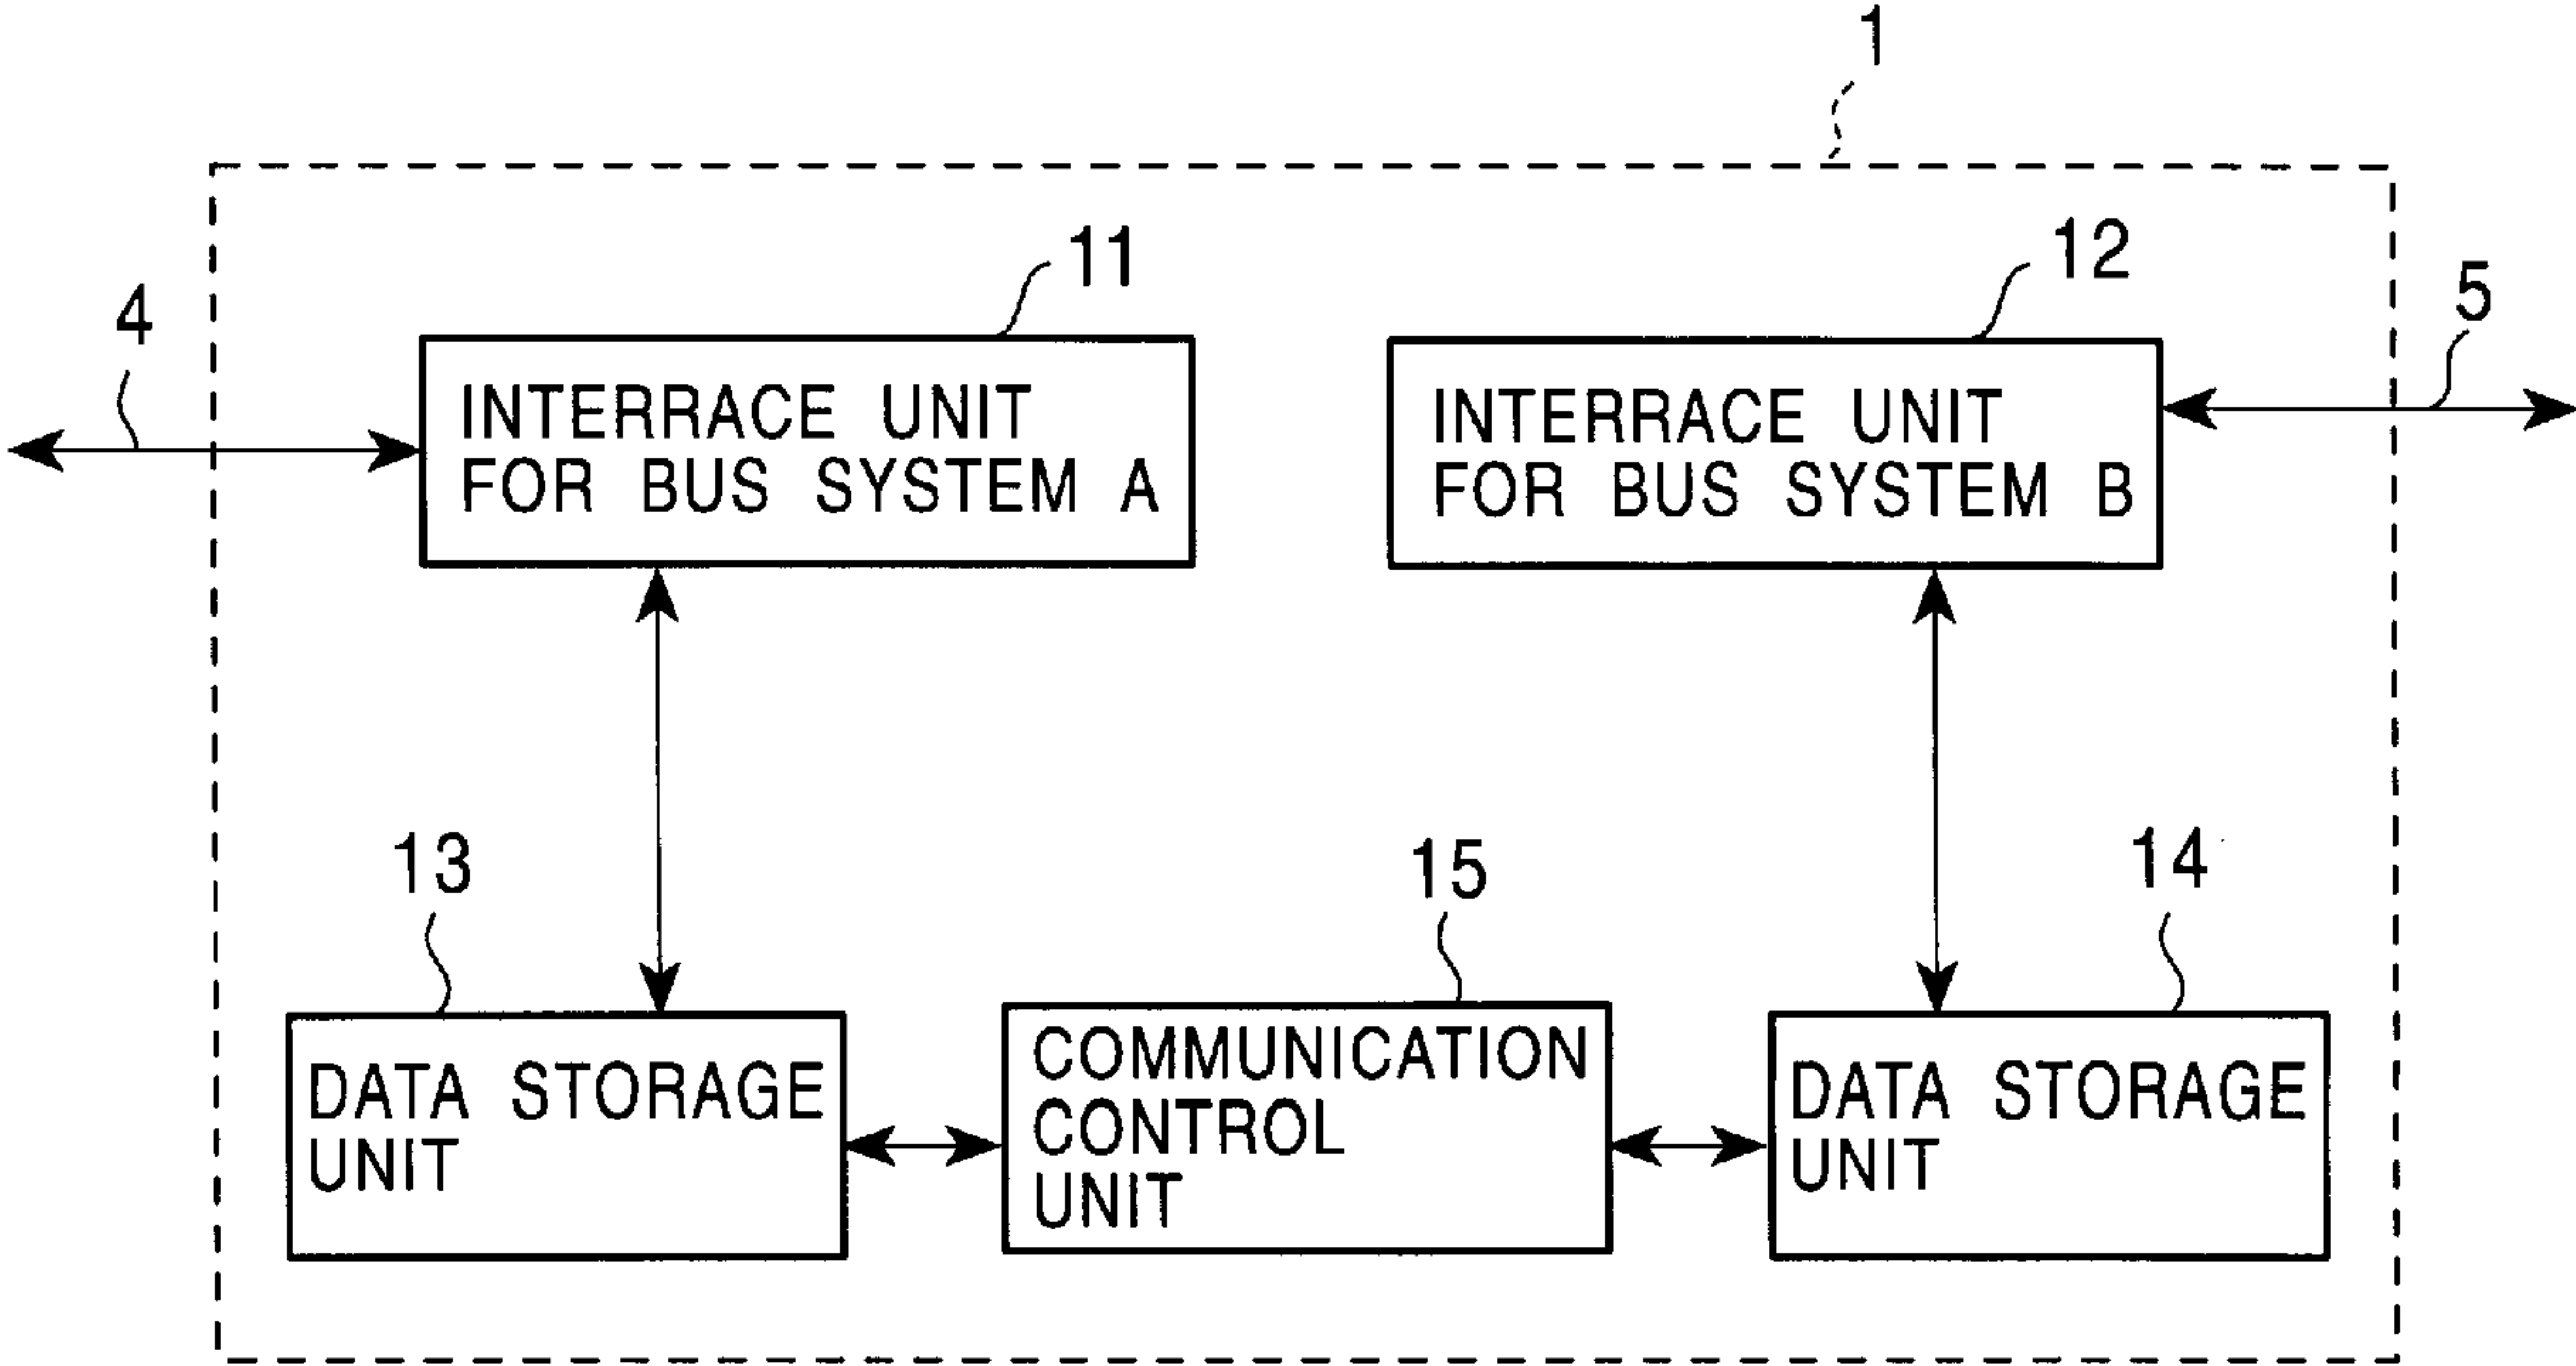 1
11
12
4
5
INTERRACE UNIT
FOR BUS SYSTEM A
INTERRACE UNIT
FOR BUS SYSTEM B
13
15
14
DATA STORAGE
UNIT
COMMUNICATION
CONTROL
UNIT
DATA STORAGE
UNIT